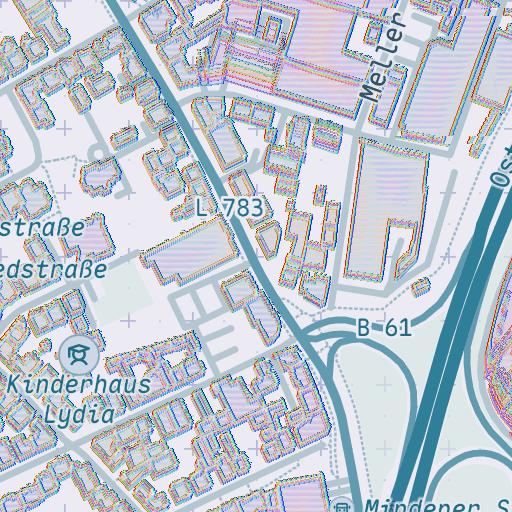 Meller
Ost
L 783
straße
edstraße
B 61
Kinderhaus
Lydia
Mindener S